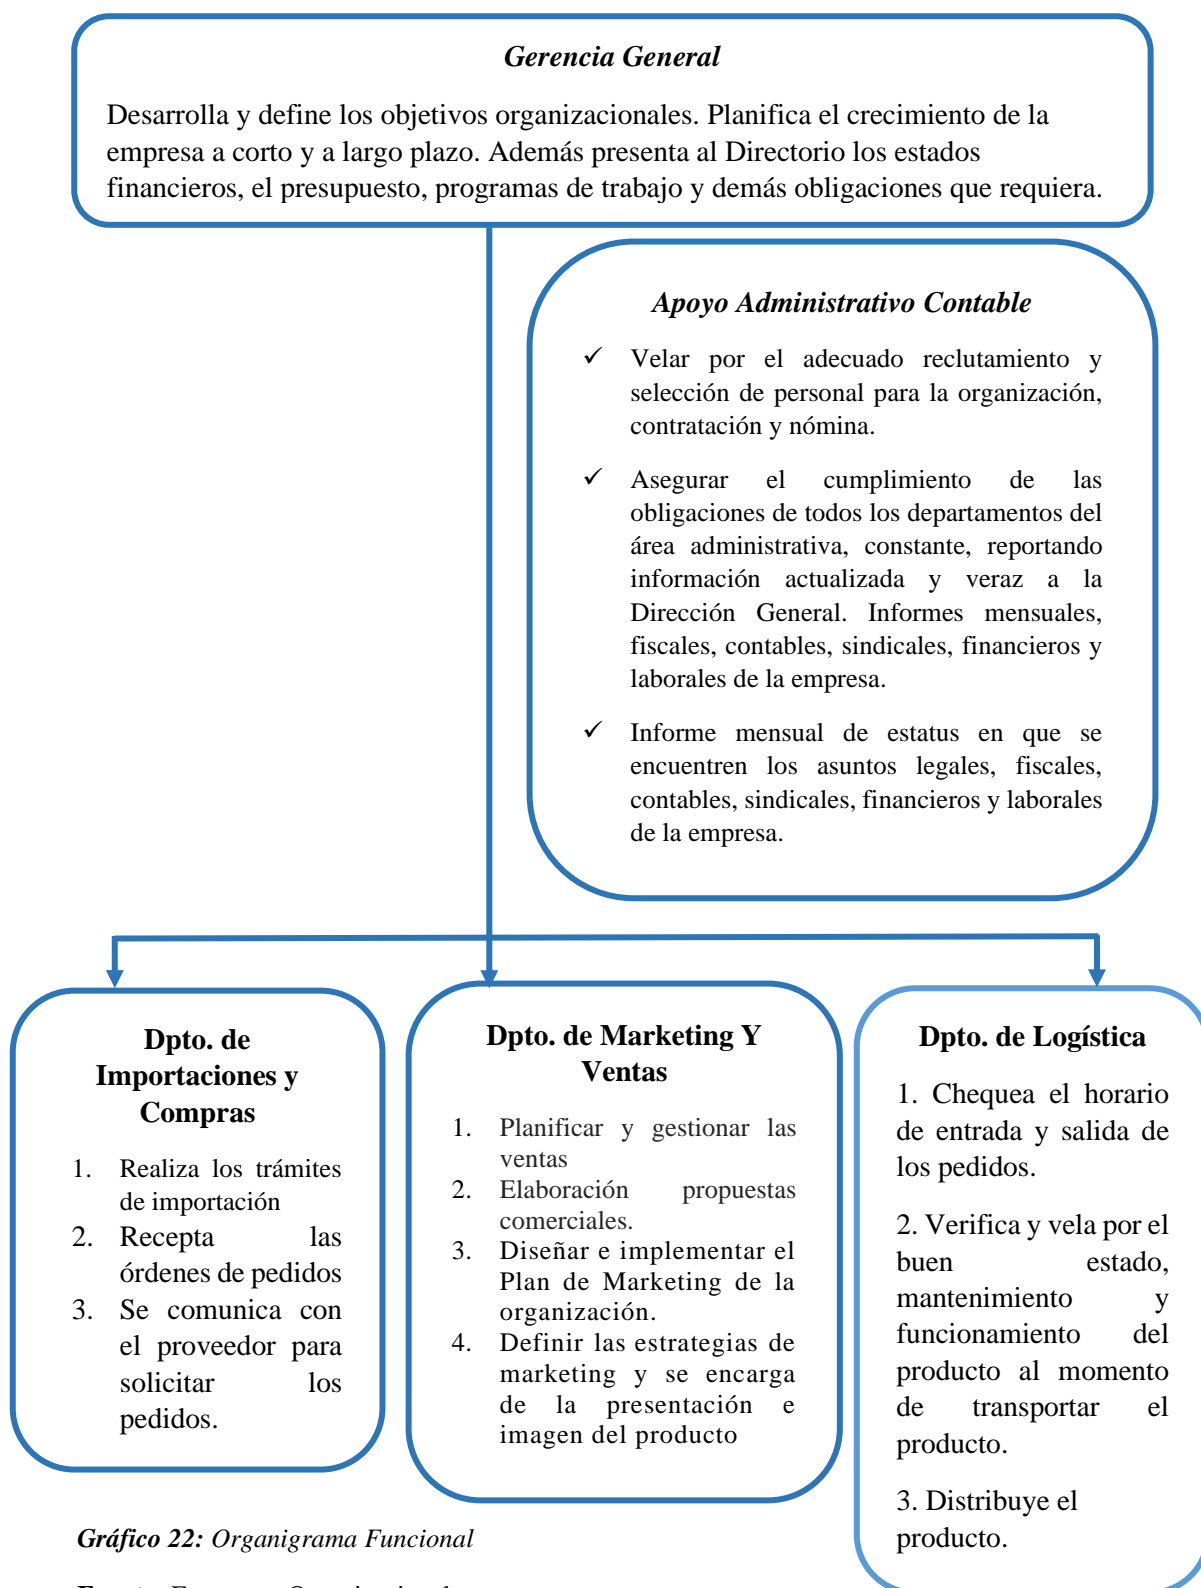 Gerencia General
Desarrolla y define los objetivos organizacionales. Planifica el crecimiento de la
empresa a corto y a largo plazo. Además presenta al Directorio los estados
financieros, el presupuesto, programas de trabajo y demás obligaciones que requiera.
Apoyo Administrativo Contable
✓ Velar por el adecuado reclutamiento y
selección de personal para la organización,
contratación y nómina.
✓ Asegurar el cumplimiento de las
obligaciones de todos los departamentos del
área administrativa, constante, reportando
información actualizada y veraz a la
Dirección General. Informes mensuales,
fiscales, contables, sindicales, financieros y
laborales de la empresa.
✓ Informe mensual de estatus en que se
encuentren los asuntos legales, fiscales,
contables, sindicales, financieros y laborales
de la empresa.
Dpto. de
Importaciones y
Compras
1. Realiza los trámites
de importación
2. Recepta las
órdenes de pedidos
3. Se comunica con
el proveedor para
solicitar los
pedidos.
Dpto. de Marketing Y
Ventas
1. Planificar y gestionar las
ventas
2. Elaboración propuestas
comerciales.
3. Diseñar e implementar el
Plan de Marketing de la
organización.
4. Definir las estrategias de
marketing y se encarga
de la presentación e
imagen del producto
Dpto. de Logística
1. Chequea el horario
de entrada y salida de
los pedidos.
2. Verifica y vela por el
buen estado,
mantenimiento y
funcionamiento del
producto al momento
de transportar el
producto.
3. Distribuye el
producto.
Gráfico 22: Organigrama Funcional